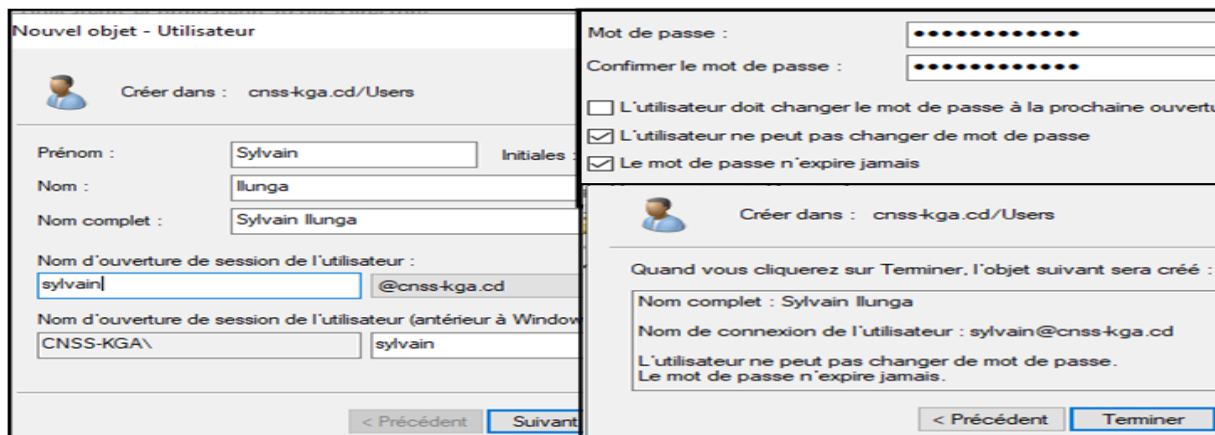 Nouvel objet - Utilisateur
Créer dans : cnss-kga.cd/Users
Prénom : Sylvain Initiales :
Nom : Ilunga
Nom complet : Sylvain Ilunga
Nom d'ouverture de session de l'utilisateur :
sylvain @cnss-kga.cd
Nom d'ouverture de session de l'utilisateur (antérieur à Window
CNSS-KGA\ sylvain
< Précédent Suivant
Mot de passe : ●●●●●●●●●●●●
Confirmer le mot de passe : ●●●●●●●●●●●●
L'utilisateur doit changer le mot de passe à la prochaine ouvertu
L'utilisateur ne peut pas changer de mot de passe
Le mot de passe n'expire jamais
Créer dans : cnss-kga.cd/Users
Quand vous cliquerez sur Terminer, l'objet suivant sera créé :
Nom complet : Sylvain Ilunga
Nom de connexion de l'utilisateur : sylvain@cnss-kga.cd
L'utilisateur ne peut pas changer de mot de passe.
Le mot de passe n'expire jamais.
< Précédent Terminer